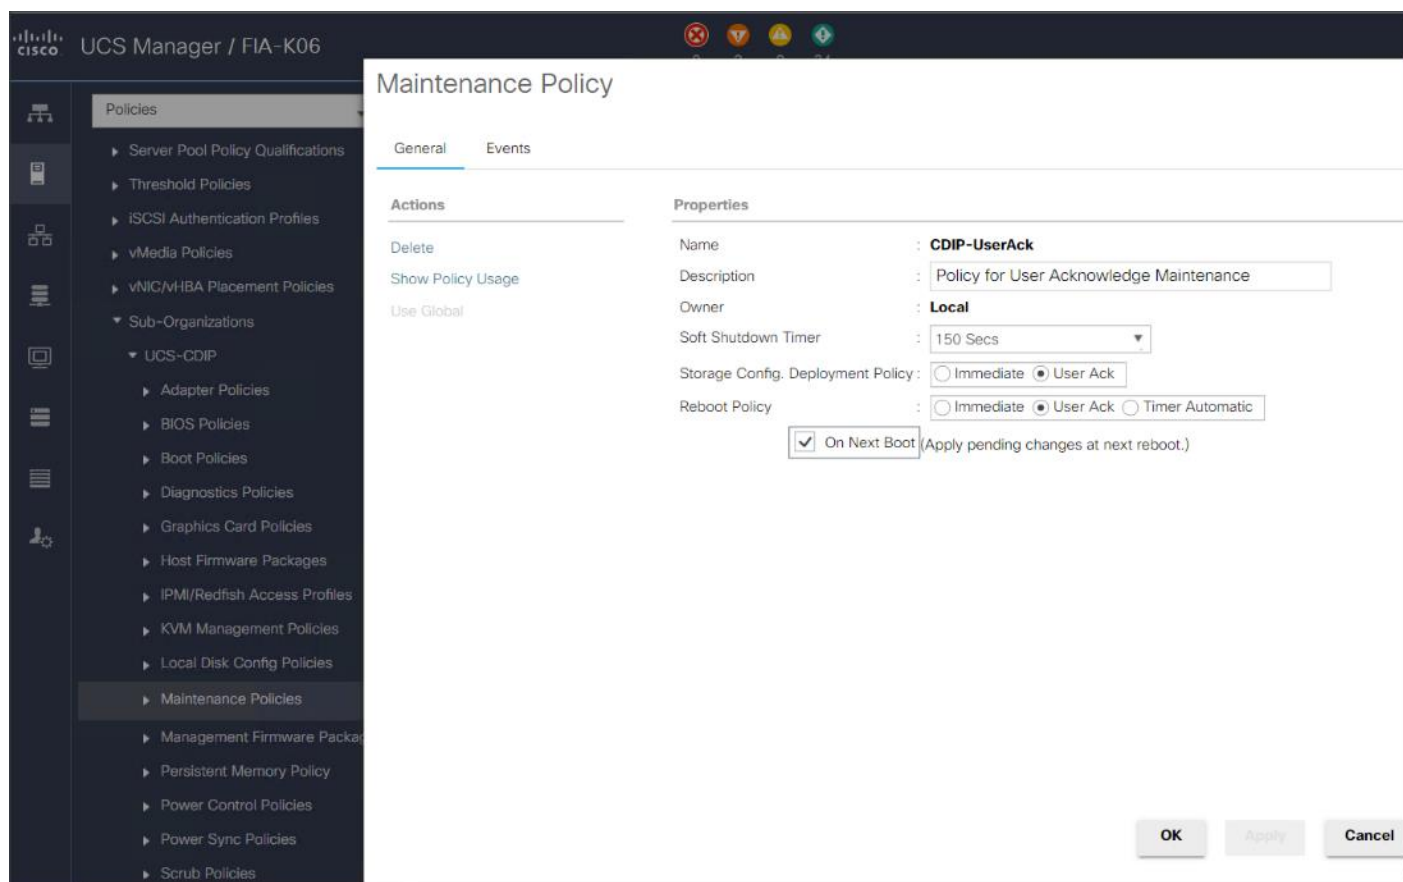 cisco UCS Manager / FIA-K06
Maintenance Policy
Policies
Server Pool Policy Qualifications
Threshold Policies
iSCSI Authentication Profiles
vMedia Policies
vNIC/vHBA Placement Policies
Sub-Organizations
UCS-CDIP
Adapter Policies
BIOS Policies
Boot Policies
Diagnostics Policies
Graphics Card Policies
Host Firmware Packages
IPMI/Redfish Access Profiles
KVM Management Policies
Local Disk Config Policies
Maintenance Policies
Management Firmware Packag
Persistent Memory Policy
Power Control Policies
Power Sync Policies
Scrub Policies
General Events
Actions
Delete
Show Policy Usage
Use Global
Properties
Name : CDIP-UserAck
Description : Policy for User Acknowledge Maintenance
Owner : Local
Soft Shutdown Timer : 150 Secs
Storage Config. Deployment Policy : Immediate User Ack
Reboot Policy : Immediate User Ack Timer Automatic
On Next Boot (Apply pending changes at next reboot.)
OK Apply Cancel